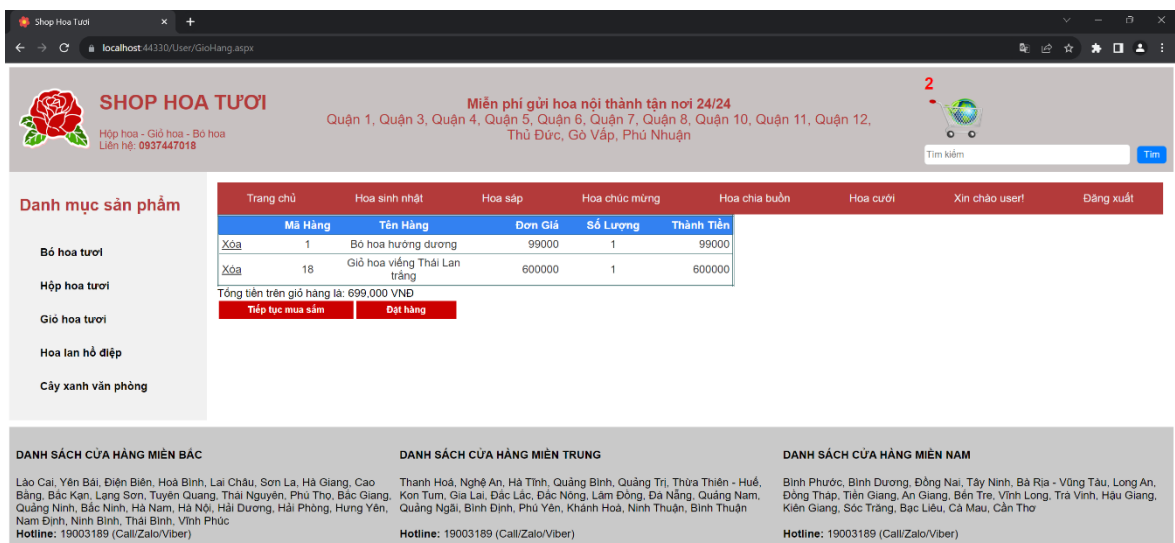 Shop Hoa Tươi
localhost:44330/User/GioHang.aspx
SHOP HOA TƯƠI
Hộp hoa - Giỏ hoa - Bó hoa
Liên hệ: 0937447018
Miễn phí gửi hoa nội thành tận nơi 24/24
Quận 1, Quận 3, Quận 4, Quận 5, Quận 6, Quận 7, Quận 8, Quận 10, Quận 11, Quận 12,
Thủ Đức, Gò Vấp, Phú Nhuận
2
Tìm kiếm
Tìm
Danh mục sản phẩm
Bó hoa tươi
Hộp hoa tươi
Giỏ hoa tươi
Hoa lan hồ điệp
Cây xanh văn phòng
Trang chủ Hoa sinh nhật Hoa sáp Hoa chúc mừng Hoa chia buồn Hoa cưới Xin chào user! Đăng xuất
Mã Hàng Tên Hàng Đơn Giá Số Lượng Thành Tiền
Xóa 1 Bó hoa hướng dương 99000 1 99000
Xóa 18 Giỏ hoa viếng Thái Lan trắng 600000 1 600000
Tổng tiền trên giỏ hàng là: 699,000 VNĐ
Tiếp tục mua sắm Đặt hàng
DANH SÁCH CỬA HÀNG MIỀN BẮC
Lào Cai, Yên Bái, Điện Biên, Hoà Bình, Lai Châu, Sơn La, Hà Giang, Cao
Bằng, Bắc Kạn, Lạng Sơn, Tuyên Quang, Thái Nguyên, Phú Thọ, Bắc Giang,
Quảng Ninh, Bắc Ninh, Hà Nam, Hà Nội, Hải Dương, Hải Phòng, Hưng Yên,
Nam Định, Ninh Bình, Thái Bình, Vĩnh Phúc
Hotline: 19003189 (Call/Zalo/Viber)
DANH SÁCH CỬA HÀNG MIỀN TRUNG
Thanh Hoá, Nghệ An, Hà Tĩnh, Quảng Bình, Quảng Trị, Thừa Thiên - Huế,
Kon Tum, Gia Lai, Đắc Lắc, Đắc Nông, Lâm Đồng, Đà Nẵng, Quảng Nam,
Quảng Ngãi, Bình Định, Phú Yên, Khánh Hoà, Ninh Thuận, Bình Thuận
Hotline: 19003189 (Call/Zalo/Viber)
DANH SÁCH CỬA HÀNG MIỀN NAM
Bình Phước, Bình Dương, Đồng Nai, Tây Ninh, Bà Rịa - Vũng Tàu, Long An,
Đồng Tháp, Tiền Giang, An Giang, Bến Tre, Vĩnh Long, Trà Vinh, Hậu Giang,
Kiên Giang, Sóc Trăng, Bạc Liêu, Cà Mau, Cần Thơ
Hotline: 19003189 (Call/Zalo/Viber)